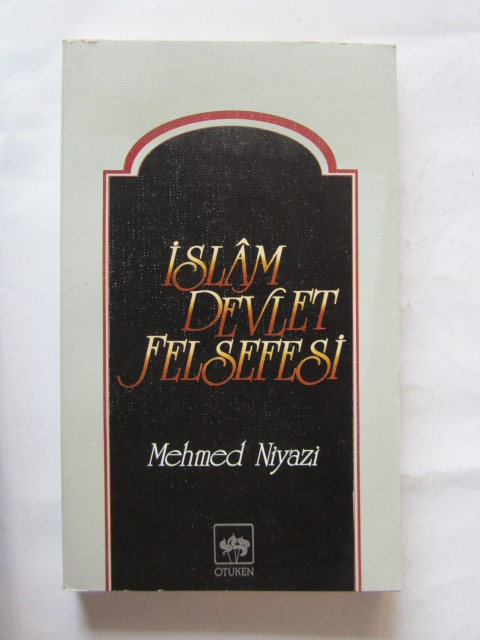 İSLÂM
DEVLET
FELSEFESİ
Mehmed Niyazi
ÖTÜKEN